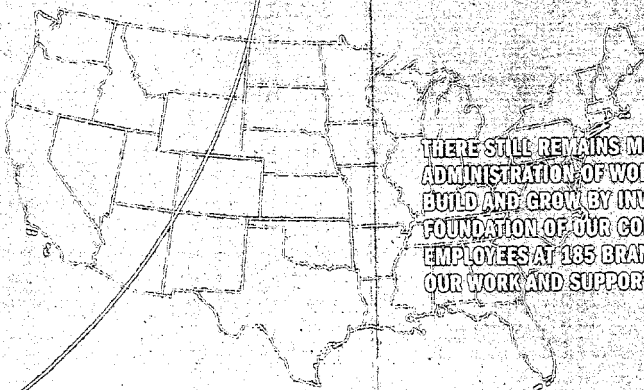 THERE STILL REMAINS M
ADMINISTRATION OF WO
BUILD AND GROW BY INV
FOUNDATION OF OUR CO
EMPLOYEES AT 185 BRAN
OUR WORK AND SUPPOR